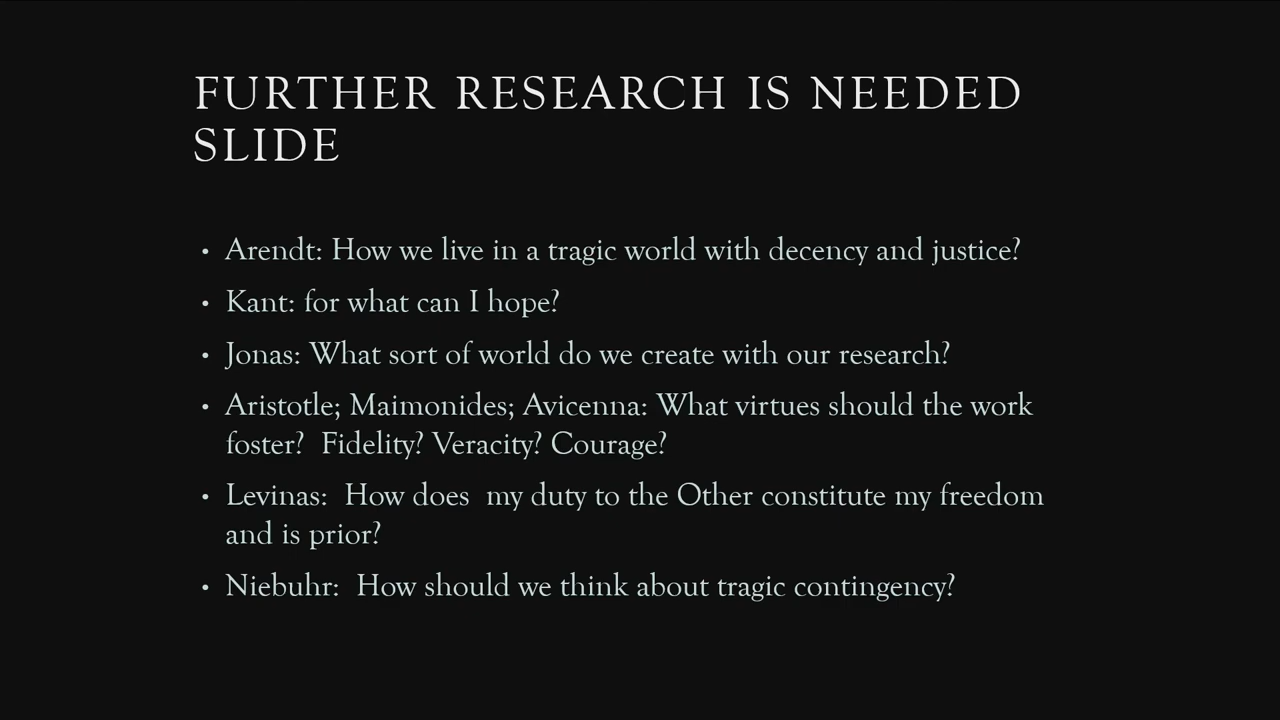 FURTHER RESEARCH IS NEEDED
SLIDE
• Arendt: How we live in a tragic world with decency and justice?
• Kant: for what can I hope?
• Jonas: What sort of world do we create with our research?
• Aristotle; Maimonides; Avicenna: What virtues should the work
foster?  Fidelity? Veracity? Courage?
• Levinas:  How does  my duty to the Other constitute my freedom
and is prior?
• Niebuhr:  How should we think about tragic contingency?